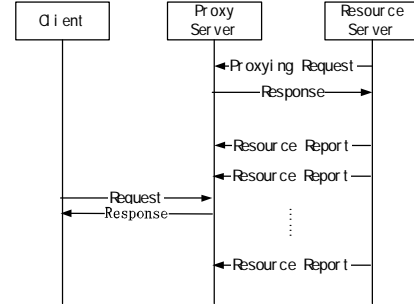 Client
Proxy
Server
Resource
Server
Proxying Request
Response
Resource Report
Resource Report
Request
Response
Resource Report